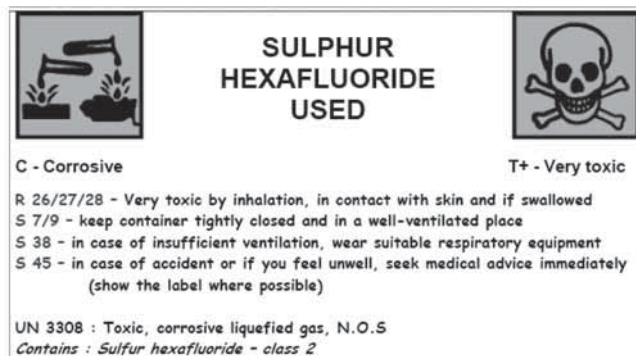 SULPHUR
HEXAFLUORIDE
USED
C - Corrosive
T+ - Very toxic
R 26/27/28 – Very toxic by inhalation, in contact with skin and if swallowed
S 7/9 – keep container tightly closed and in a well-ventilated place
S 38 – in case of insufficient ventilation, wear suitable respiratory equipment
S 45 – in case of accident or if you feel unwell, seek medical advice immediately
(show the label where possible)
UN 3308 : Toxic, corrosive liquefied gas, N.O.S
Contains : Sulfur hexafluoride – class 2